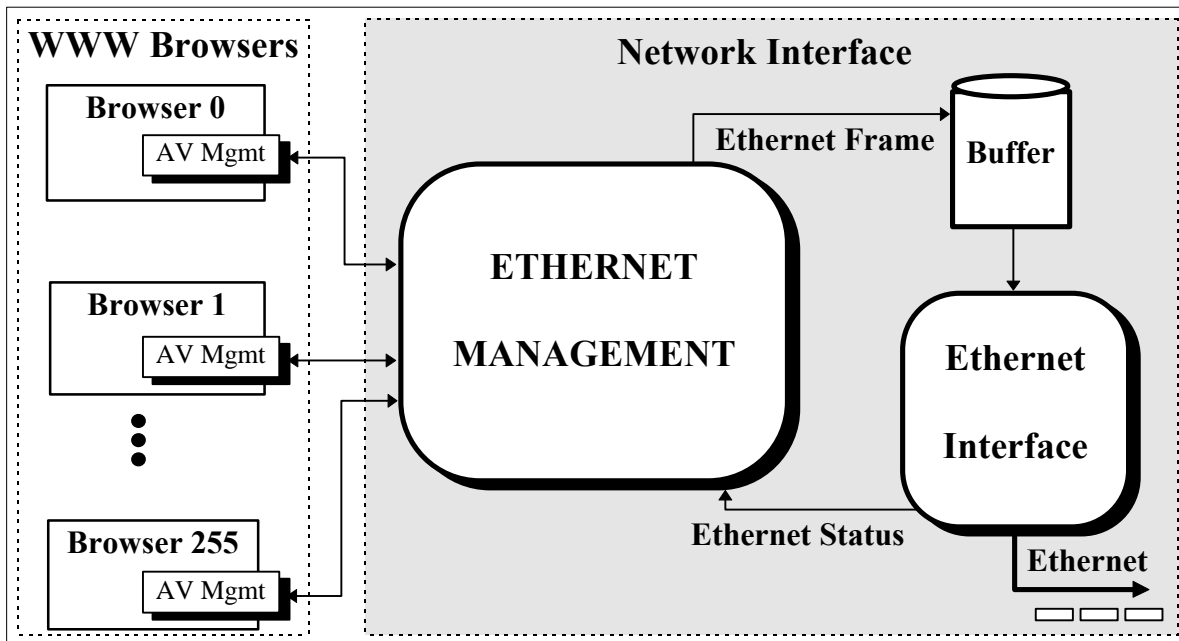 WWW Browsers
Browser 0
AV Mgmt
Browser 1
AV Mgmt
Browser 255
AV Mgmt
Network Interface
Ethernet Frame
Buffer
ETHERNET
MANAGEMENT
Ethernet
Interface
Ethernet Status
Ethernet